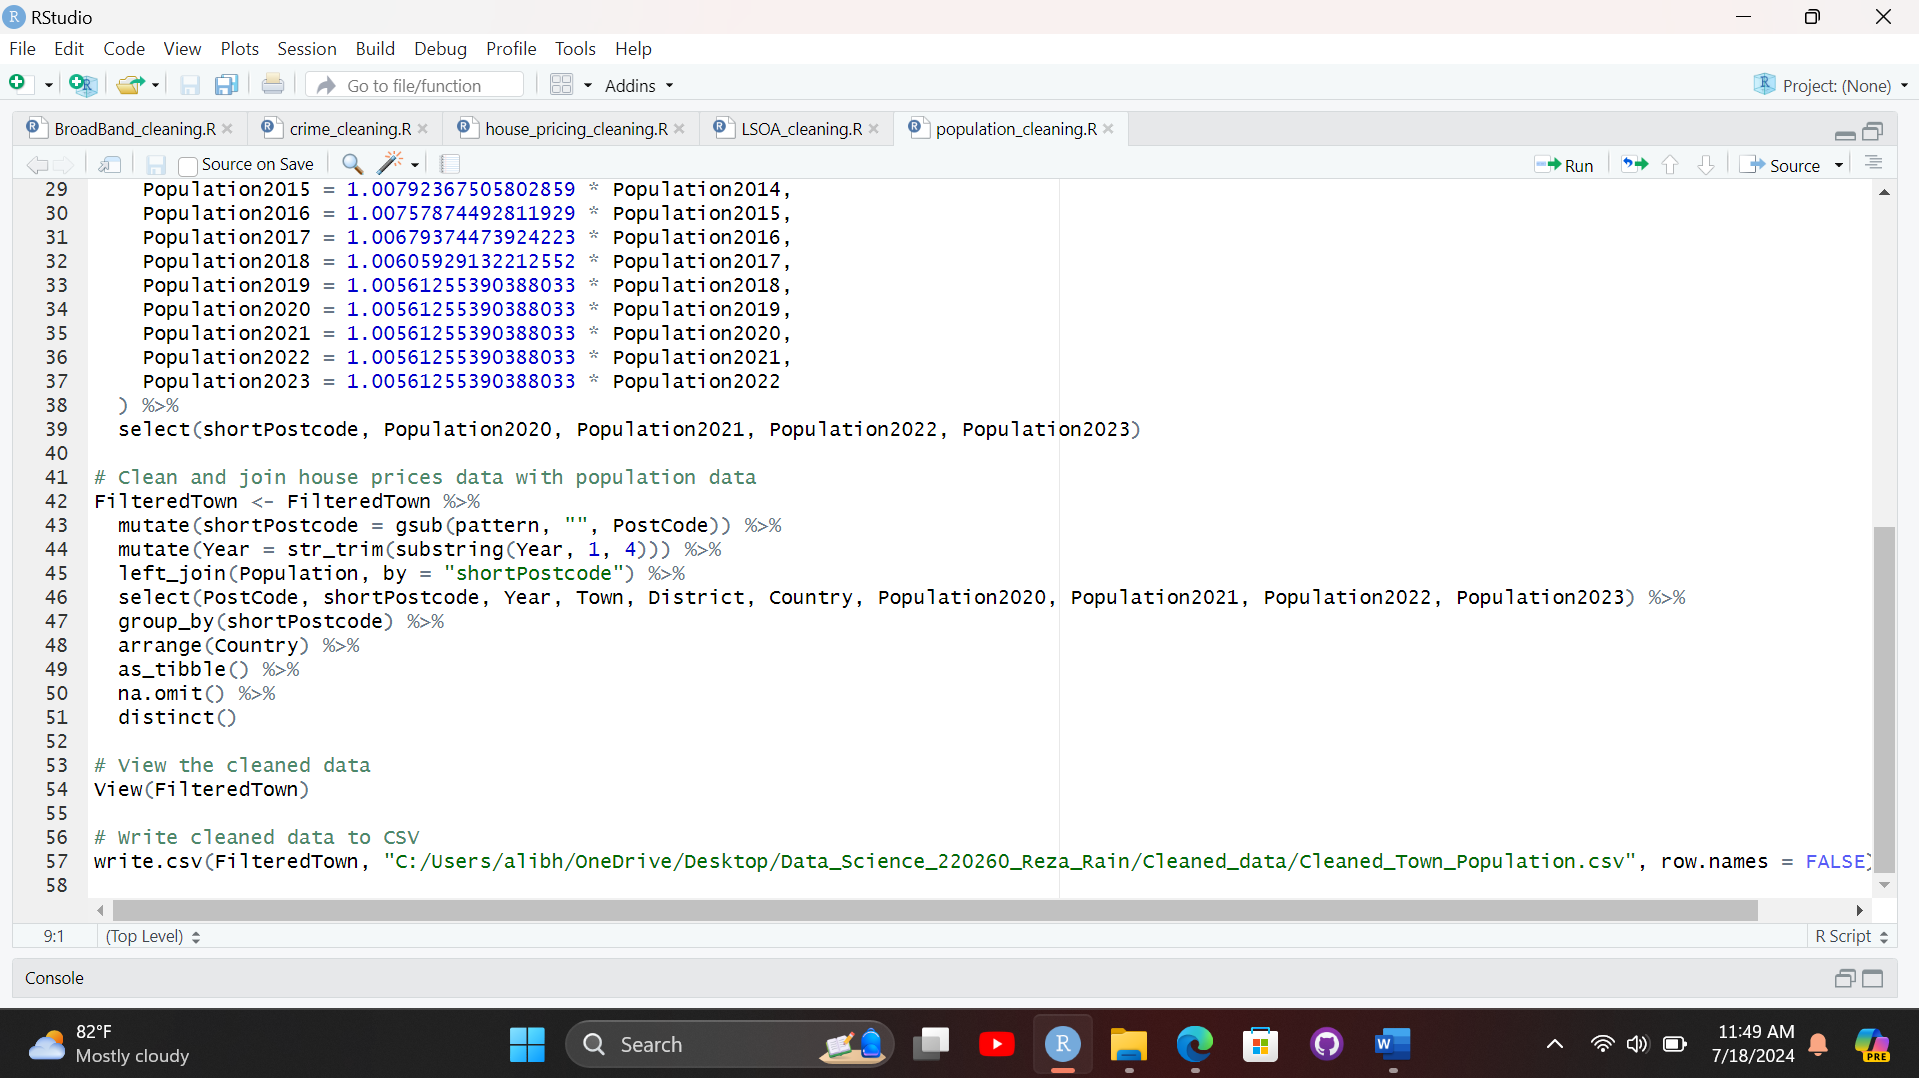 RStudio
File Edit Code View Plots Session Build Debug Profile Tools Help
Go to file/function Addins Project: (None)
BroadBand_cleaning.R crime_cleaning.R house_pricing_cleaning.R LSOA_cleaning.R population_cleaning.R
Source on Save Run Source
29 Population2015 = 1.00792367505802859 * Population2014,
30 Population2016 = 1.00757874492811929 * Population2015,
31 Population2017 = 1.00679374473924223 * Population2016,
32 Population2018 = 1.00605929132212552 * Population2017,
33 Population2019 = 1.00561255390388033 * Population2018,
34 Population2020 = 1.00561255390388033 * Population2019,
35 Population2021 = 1.00561255390388033 * Population2020,
36 Population2022 = 1.00561255390388033 * Population2021,
37 Population2023 = 1.00561255390388033 * Population2022
38 ) %>%
39 select(shortPostcode, Population2020, Population2021, Population2022, Population2023)
40
41 # Clean and join house prices data with population data
42 FilteredTown <- FilteredTown %>%
43 mutate(shortPostcode = gsub(pattern, "", PostCode)) %>%
44 mutate(Year = str_trim(substring(Year, 1, 4))) %>%
45 left_join(Population, by = "shortPostcode") %>%
46 select(PostCode, shortPostcode, Year, Town, District, Country, Population2020, Population2021, Population2022, Population2023) %>%
47 group_by(shortPostcode) %>%
48 arrange(Country) %>%
49 as_tibble() %>%
50 na.omit() %>%
51 distinct()
52
53 # View the cleaned data
54 View(FilteredTown)
55
56 # Write cleaned data to CSV
57 write.csv(FilteredTown, "C:/Users/alibh/OneDrive/Desktop/Data_Science_220260_Reza_Rain/Cleaned_data/Cleaned_Town_Population.csv", row.names = FALSE)
58
9:1 (Top Level) R Script
Console
82°F
Mostly cloudy
Search
11:49 AM
7/18/2024
PRE